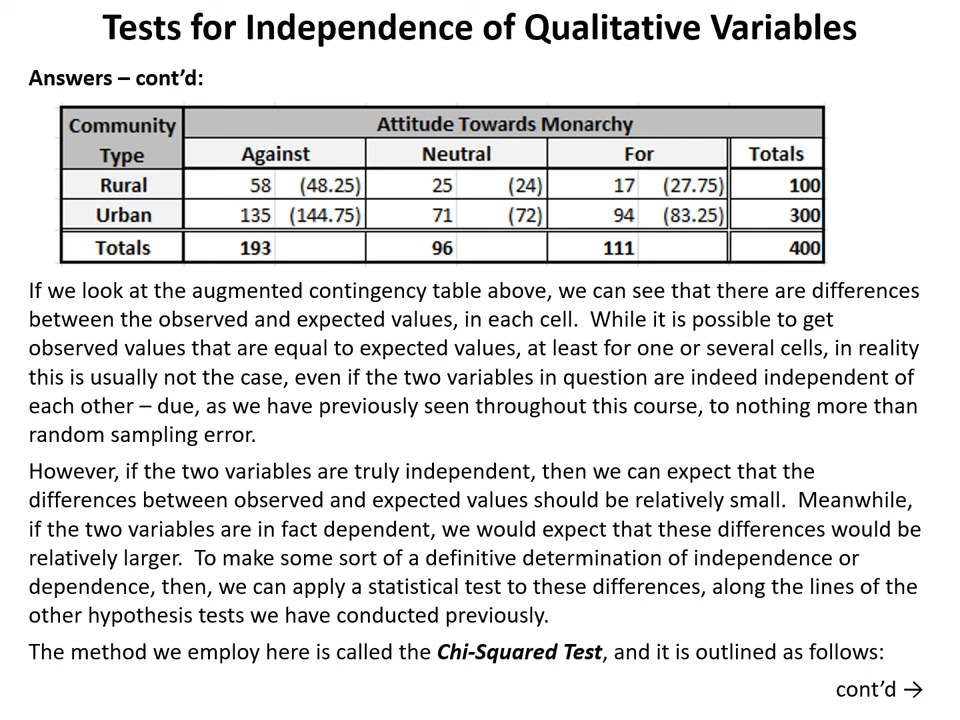 Tests for Independence of Qualitative Variables
Answers – cont’d:
Community Type Attitude Towards Monarchy
Against Neutral For Totals
Rural 58 (48.25) 25 (24) 17 (27.75) 100
Urban 135 (144.75) 71 (72) 94 (83.25) 300
Totals 193 96 111 400
If we look at the augmented contingency table above, we can see that there are differences
between the observed and expected values, in each cell. While it is possible to get
observed values that are equal to expected values, at least for one or several cells, in reality
this is usually not the case, even if the two variables in question are indeed independent of
each other – due, as we have previously seen throughout this course, to nothing more than
random sampling error.
However, if the two variables are truly independent, then we can expect that the
differences between observed and expected values should be relatively small. Meanwhile,
if the two variables are in fact dependent, we would expect that these differences would be
relatively larger. To make some sort of a definitive determination of independence or
dependence, then, we can apply a statistical test to these differences, along the lines of the
other hypothesis tests we have conducted previously.
The method we employ here is called the Chi-Squared Test, and it is outlined as follows:
cont’d →